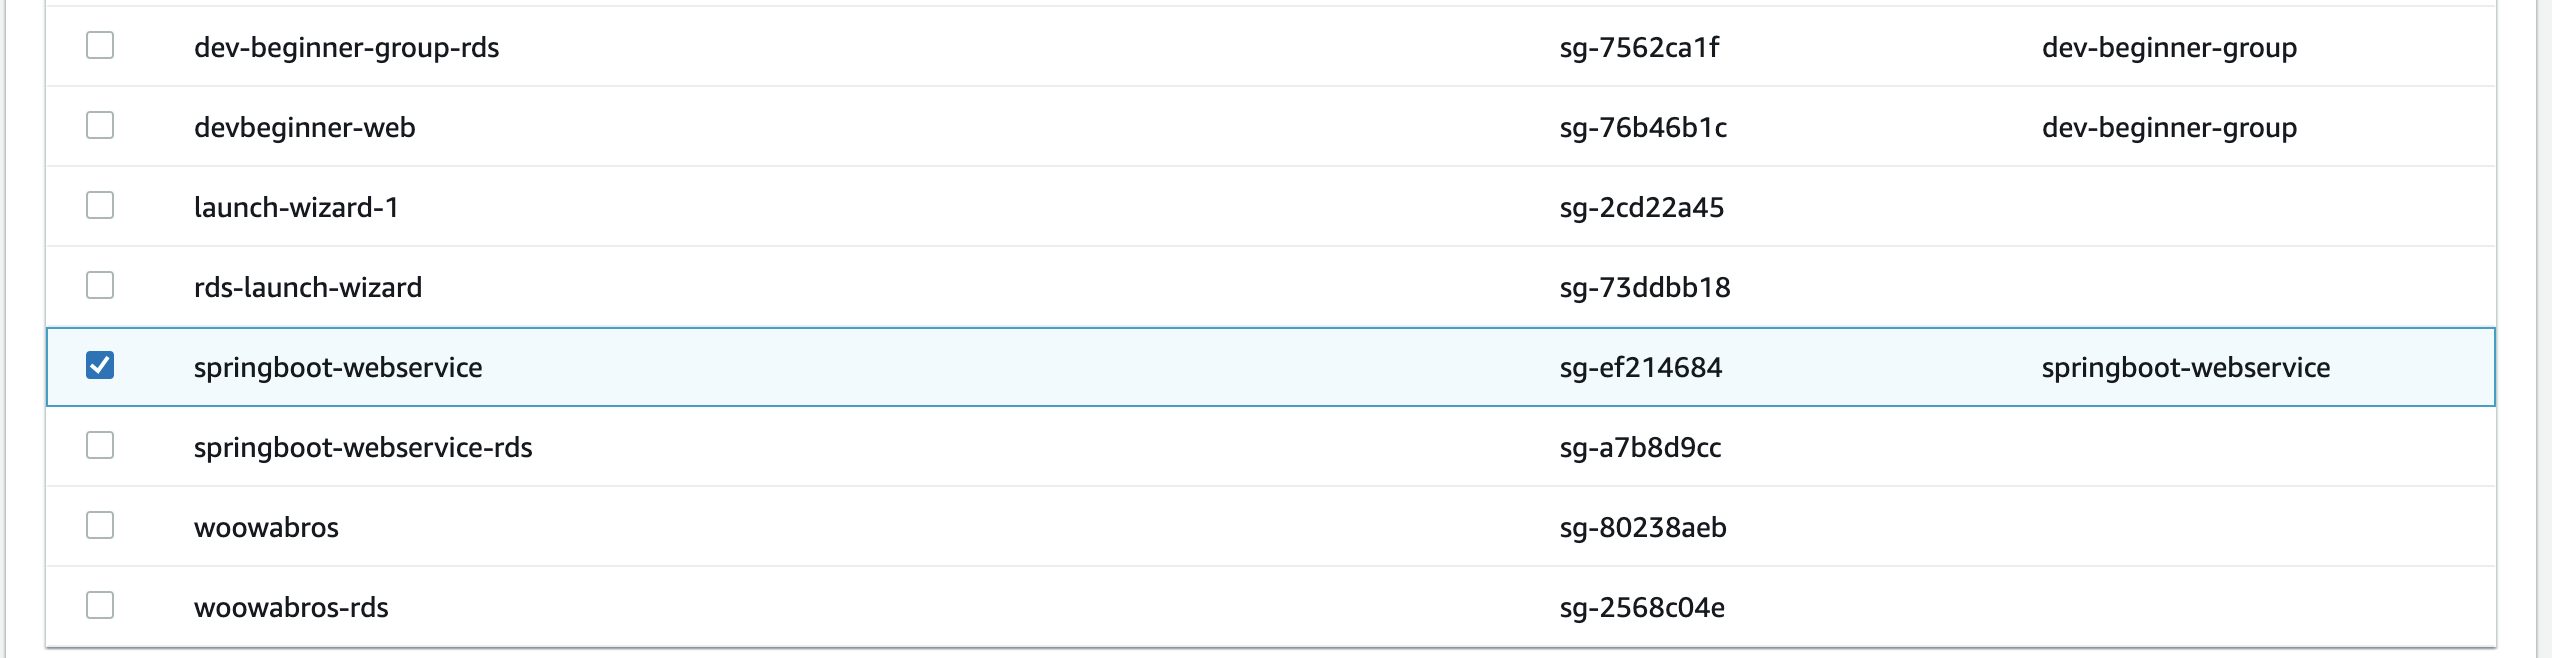 dev-beginner-group-rds sg-7562ca1f dev-beginner-group
devbeginner-web sg-76b46b1c dev-beginner-group
launch-wizard-1 sg-2cd22a45
rds-launch-wizard sg-73ddbb18
springboot-webservice sg-ef214684 springboot-webservice
springboot-webservice-rds sg-a7b8d9cc
woowabros sg-80238aeb
woowabros-rds sg-2568c04e